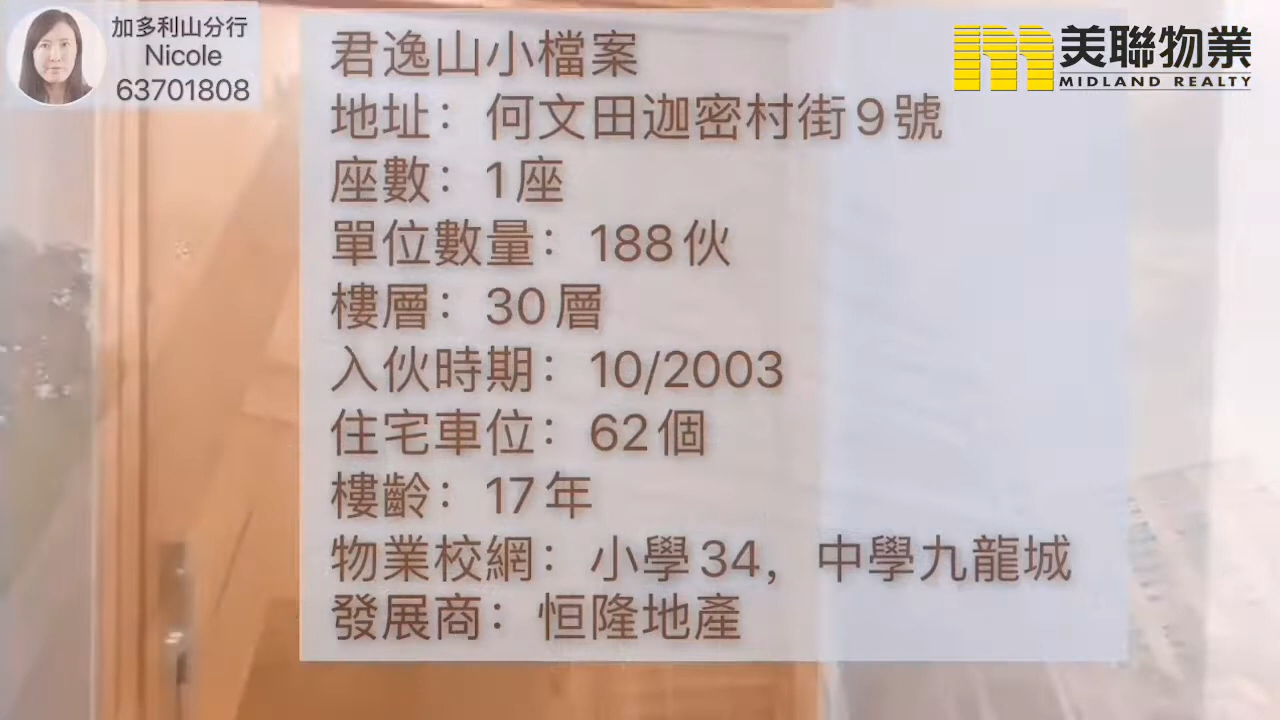 加多利山分行
Nicole
63701808
美聯物業
MIDLAND REALTY
君逸山小檔案
地址：何文田迦密村街9號
座數：1座
單位數量：188伙
樓層：30層
入伙時期：10/2003
住宅車位：62個
樓齡：17年
物業校網：小學34，中學九龍城
發展商：恒隆地產